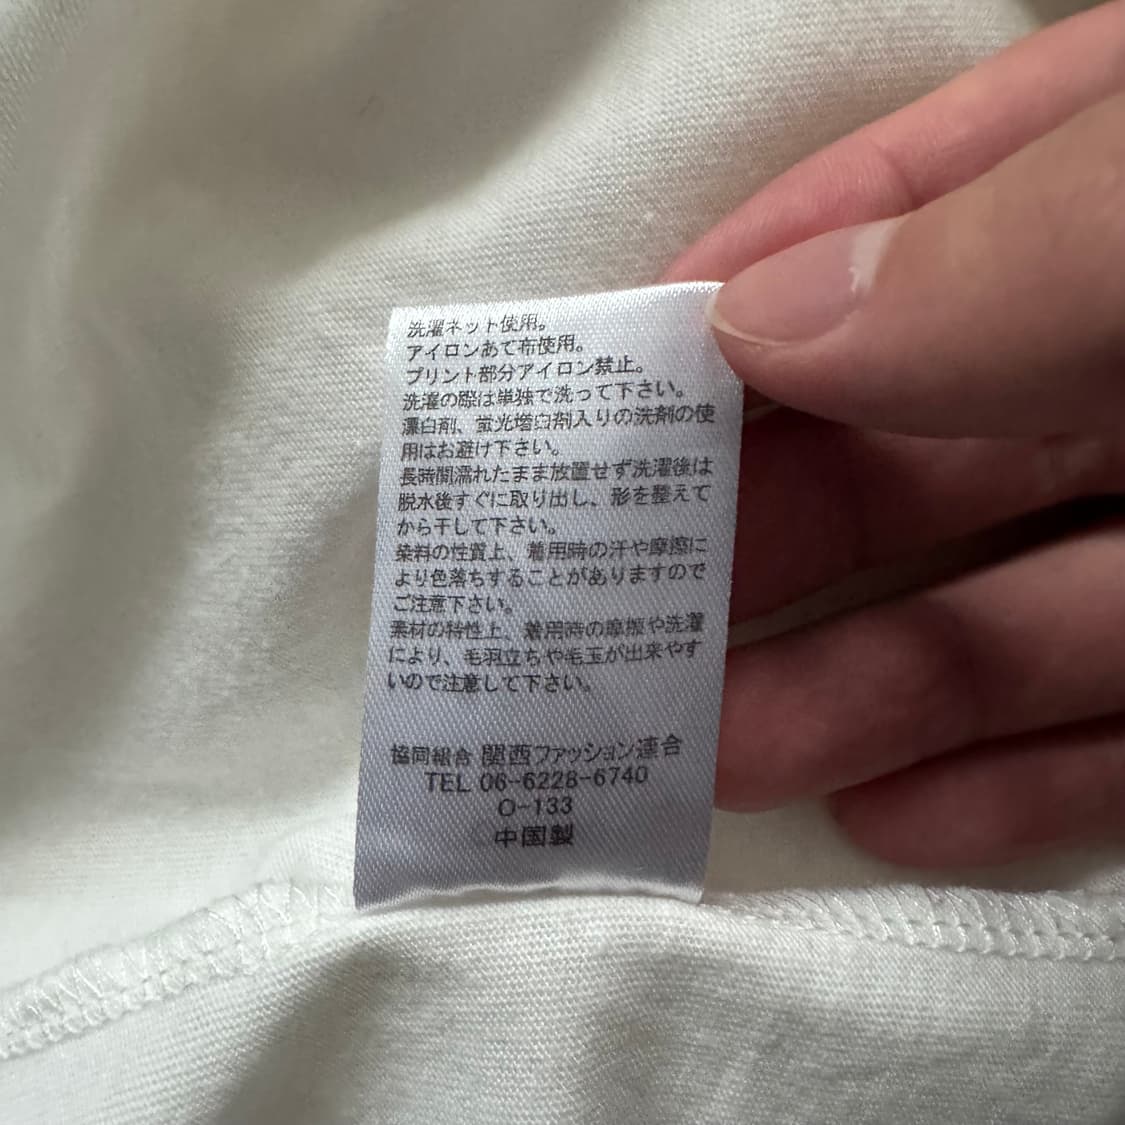 洗濯ネット使用。
アイロンあて布使用。
プリント部分アイロン禁止。
洗濯の際は単独で洗って下さい。
漂白剤、蛍光増白剤入りの洗剤の使
用はお避け下さい。
長時間濡れたまま放置せず洗濯後は
脱水後すぐに取り出し、形を整えて
から干して下さい。
染料の性質上、着用時の汗や摩擦に
より色落ちすることがありますので
ご注意下さい。
素材の特性上、着用時の摩擦や洗濯
により、毛羽立ちや毛玉が出来やす
いので注意して下さい。
協同組合 関西ファッション連合
TEL 06-6228-6740
O-133
中国製